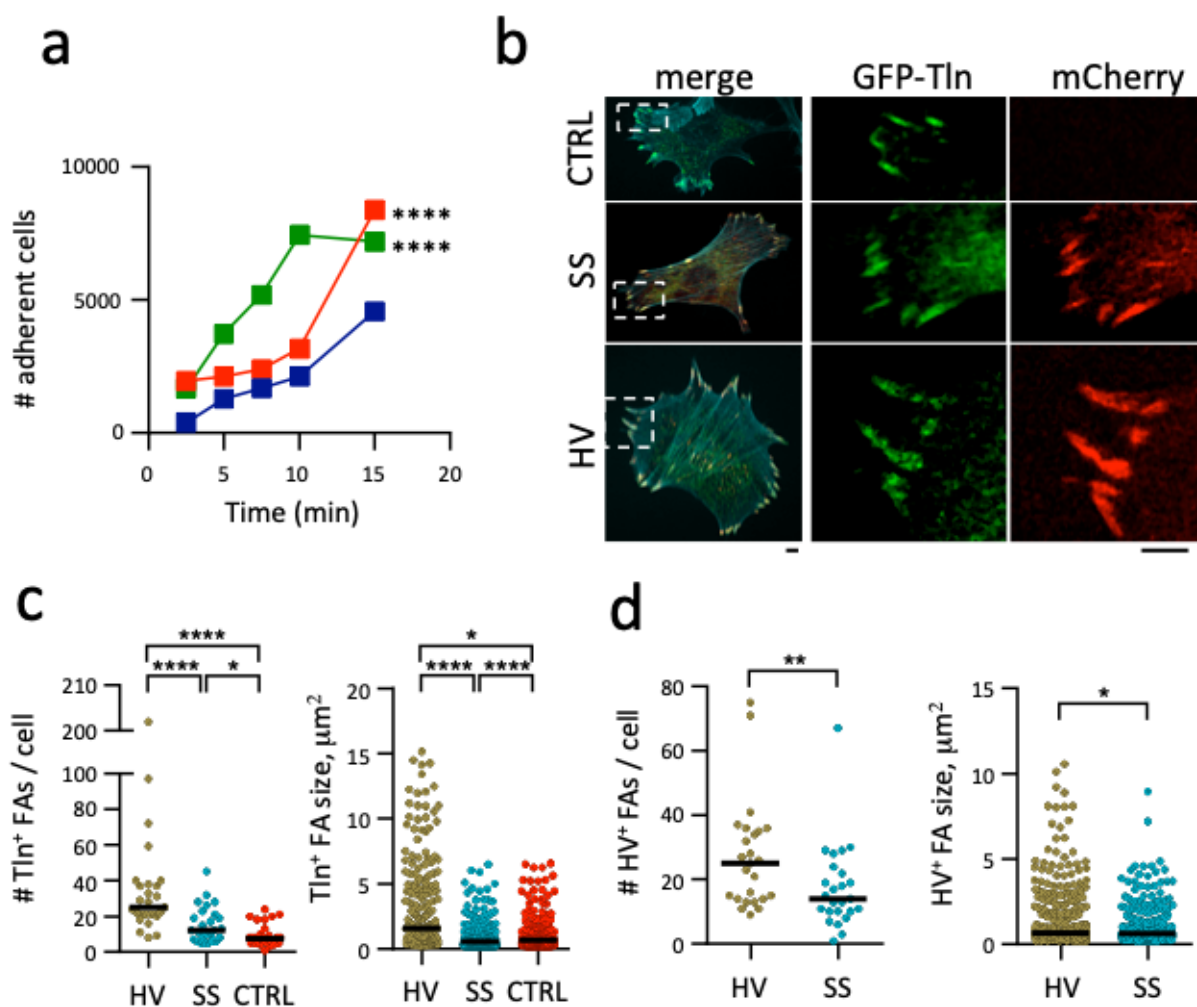 a
10000
5000
0
# adherent cells
0 5 10 15 20
Time (min)
****
****
b
merge GFP-Tln mCherry
CTRL
SS
HV
c
****
**** *
210
200
100
80
60
40
20
0
# Tln⁺ FAs / cell
HV SS CTRL
*
**** ****
20
15
10
5
0
Tln⁺ FA size, μm²
HV SS CTRL
d
**
80
60
40
20
0
# HV⁺ FAs / cell
HV SS
*
15
10
5
0
HV⁺ FA size, μm²
HV SS